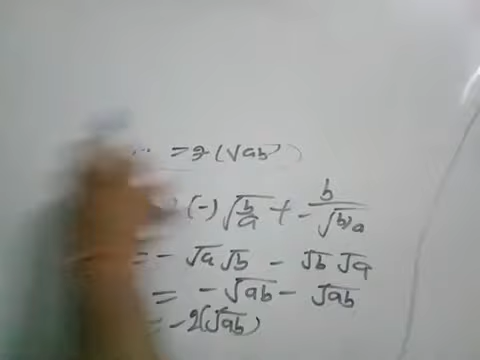 = 2(√ab)
(-)√b/a + b/-√b/a
= -√a√b - √b√a
= -√ab - √ab
= -2(√ab)